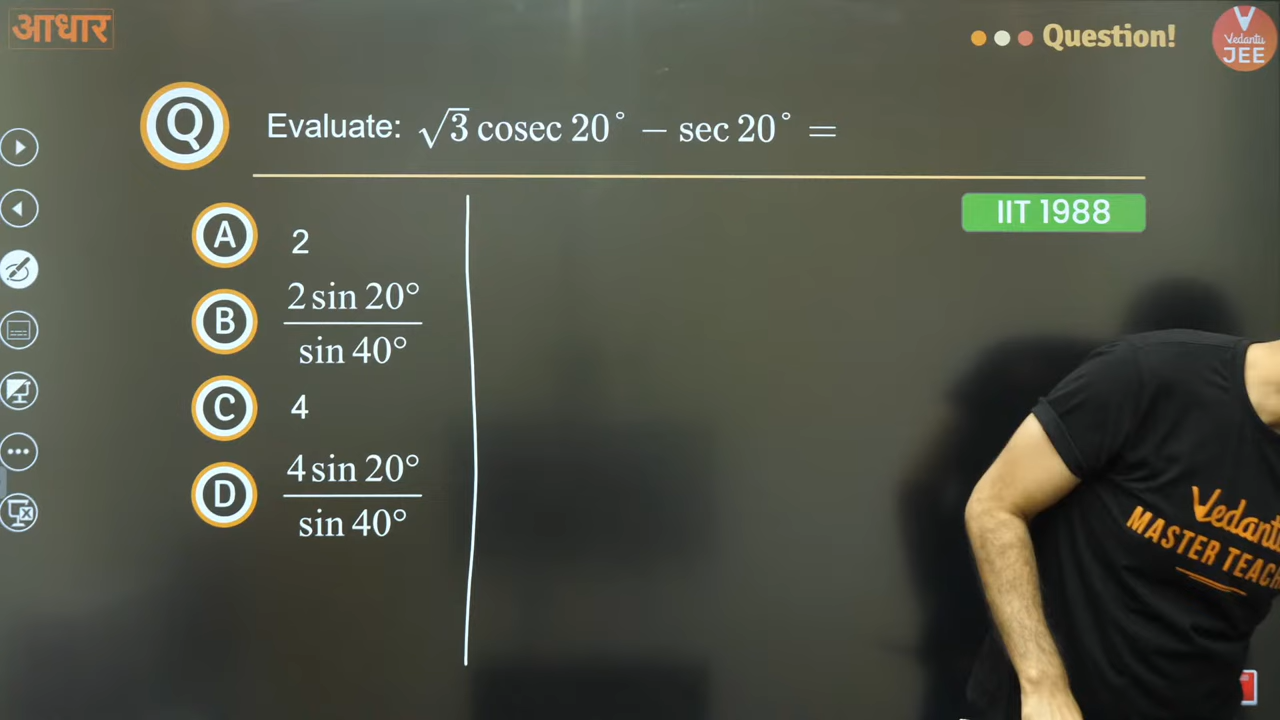 आधार
Question!
Vedantu
JEE
Q
Evaluate: √3 cosec 20° − sec 20° =
IIT 1988
A 2
B 2 sin 20° / sin 40°
C 4
D 4 sin 20° / sin 40°
Vedantu
MASTER